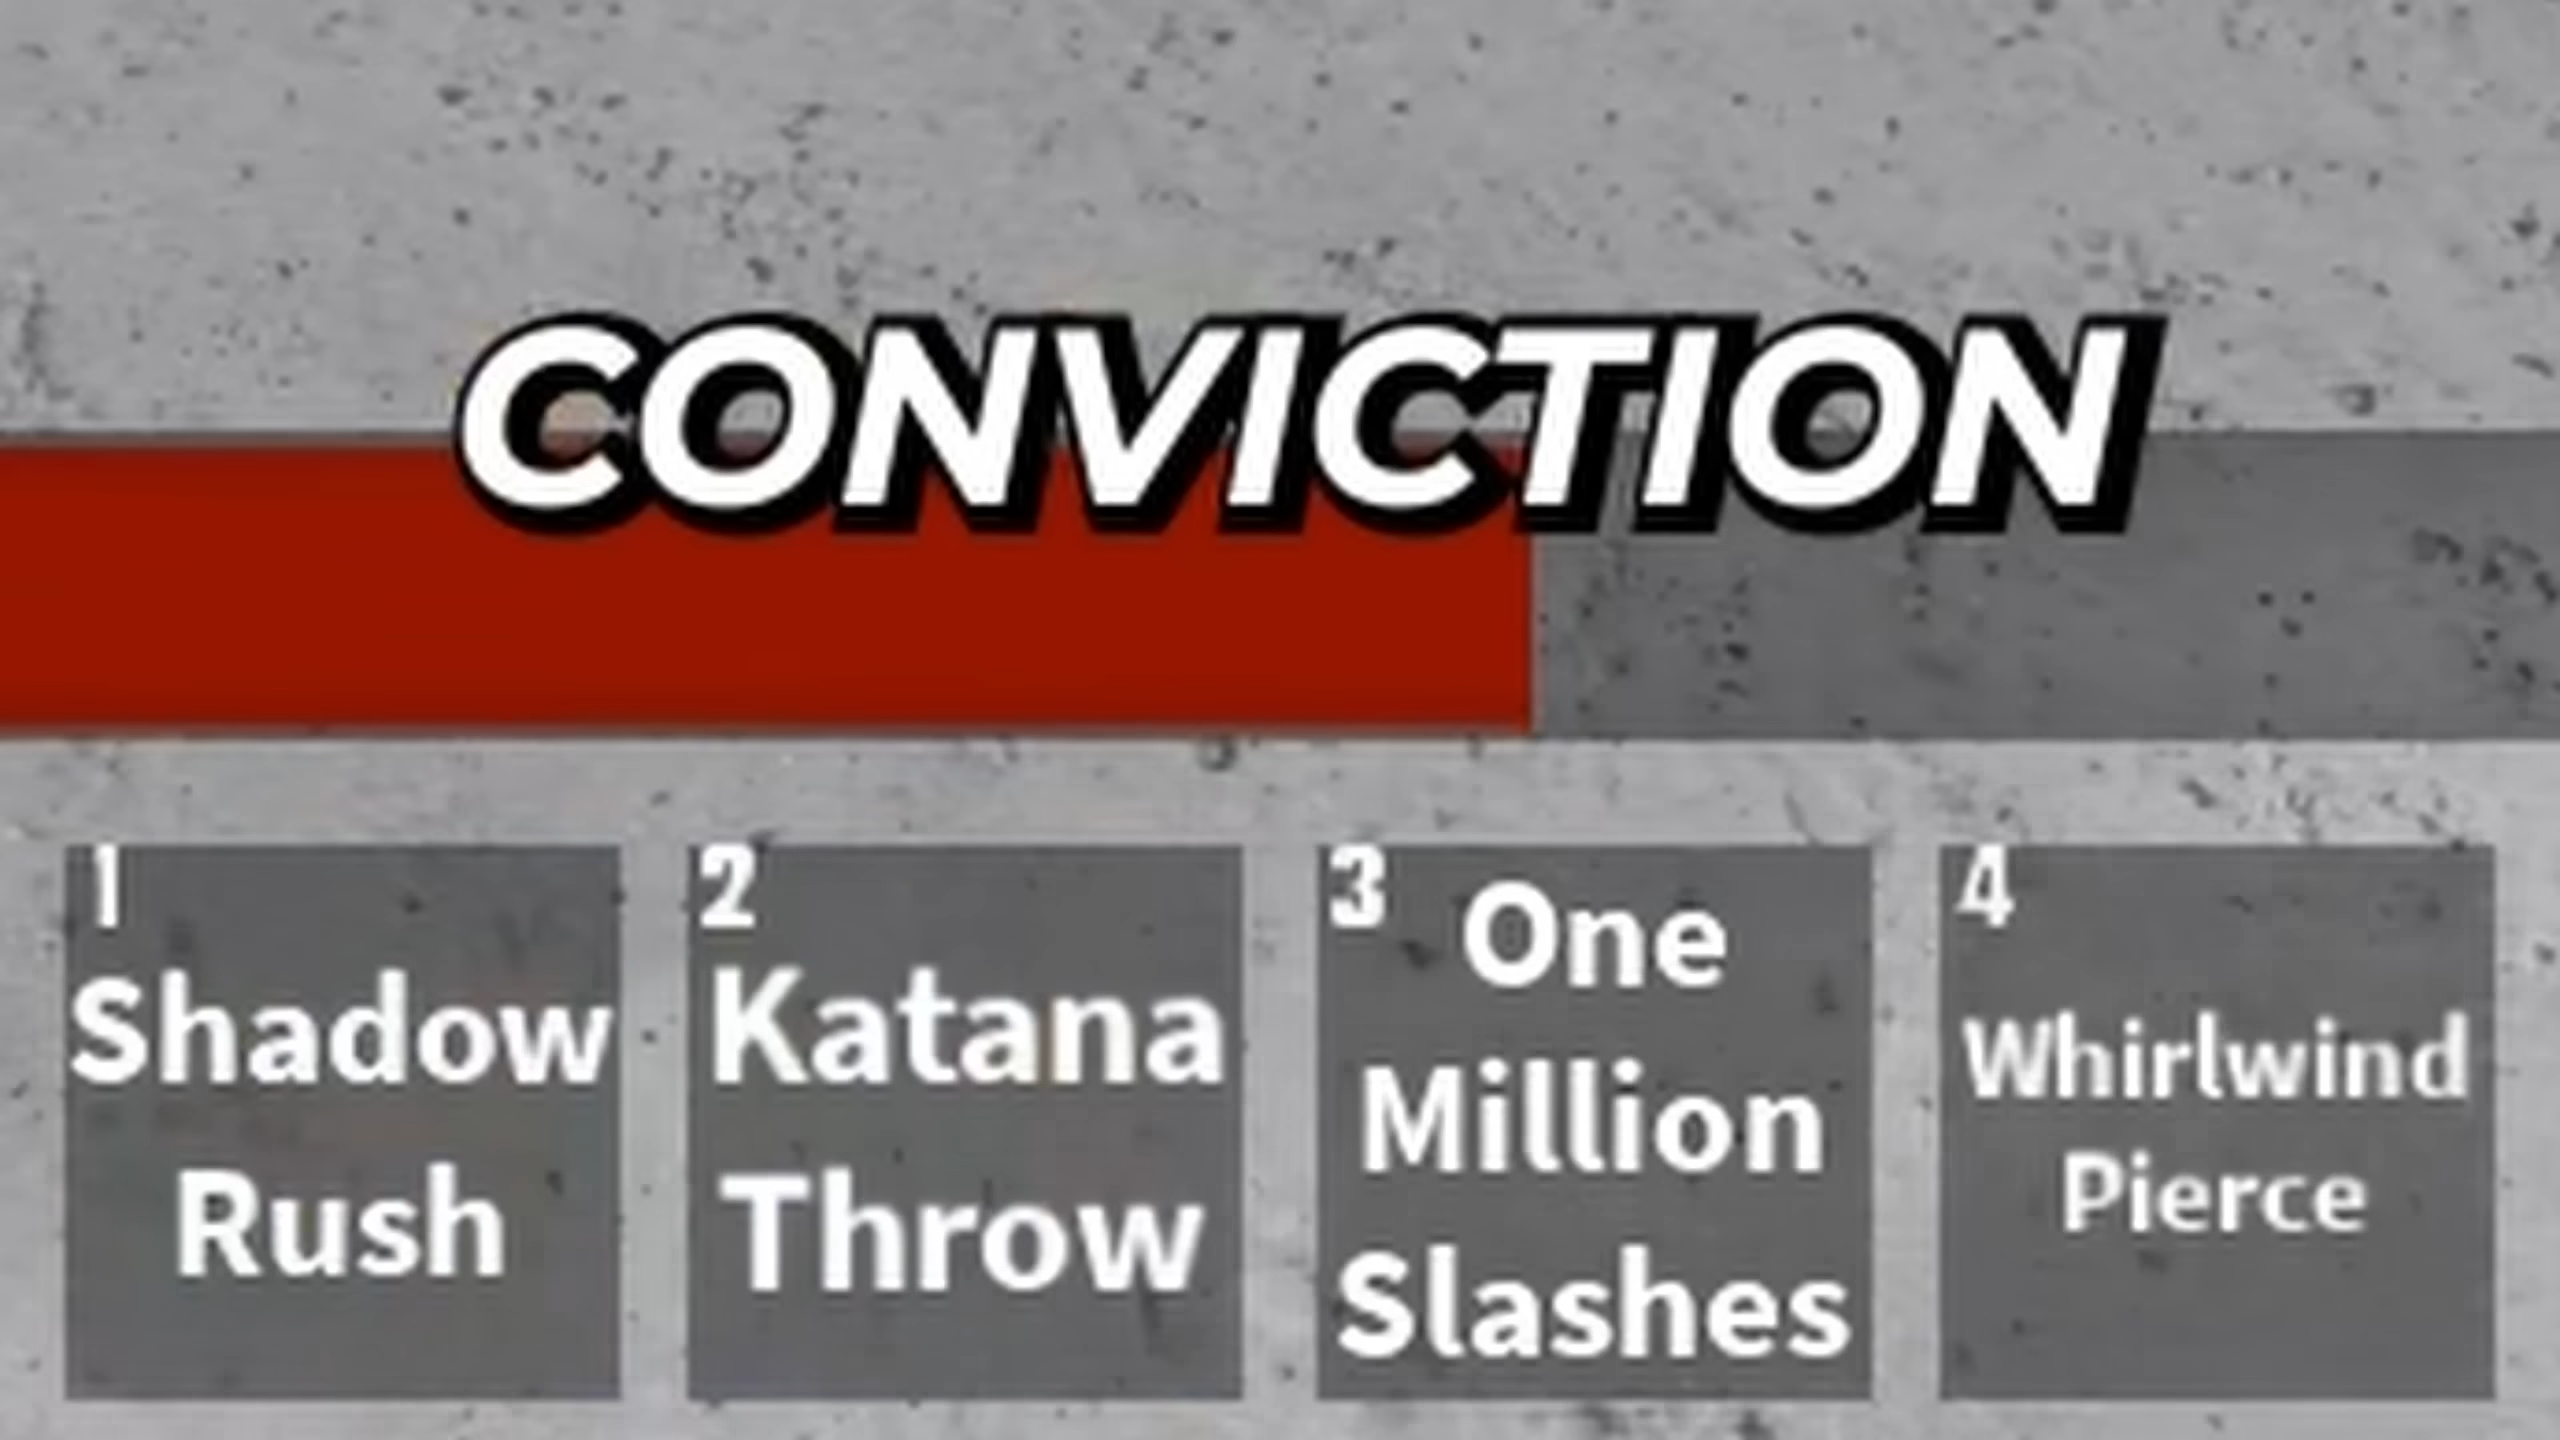 CONVICTION
1
Shadow
Rush
2
Katana
Throw
3
One
Million
Slashes
4
Whirlwind
Pierce